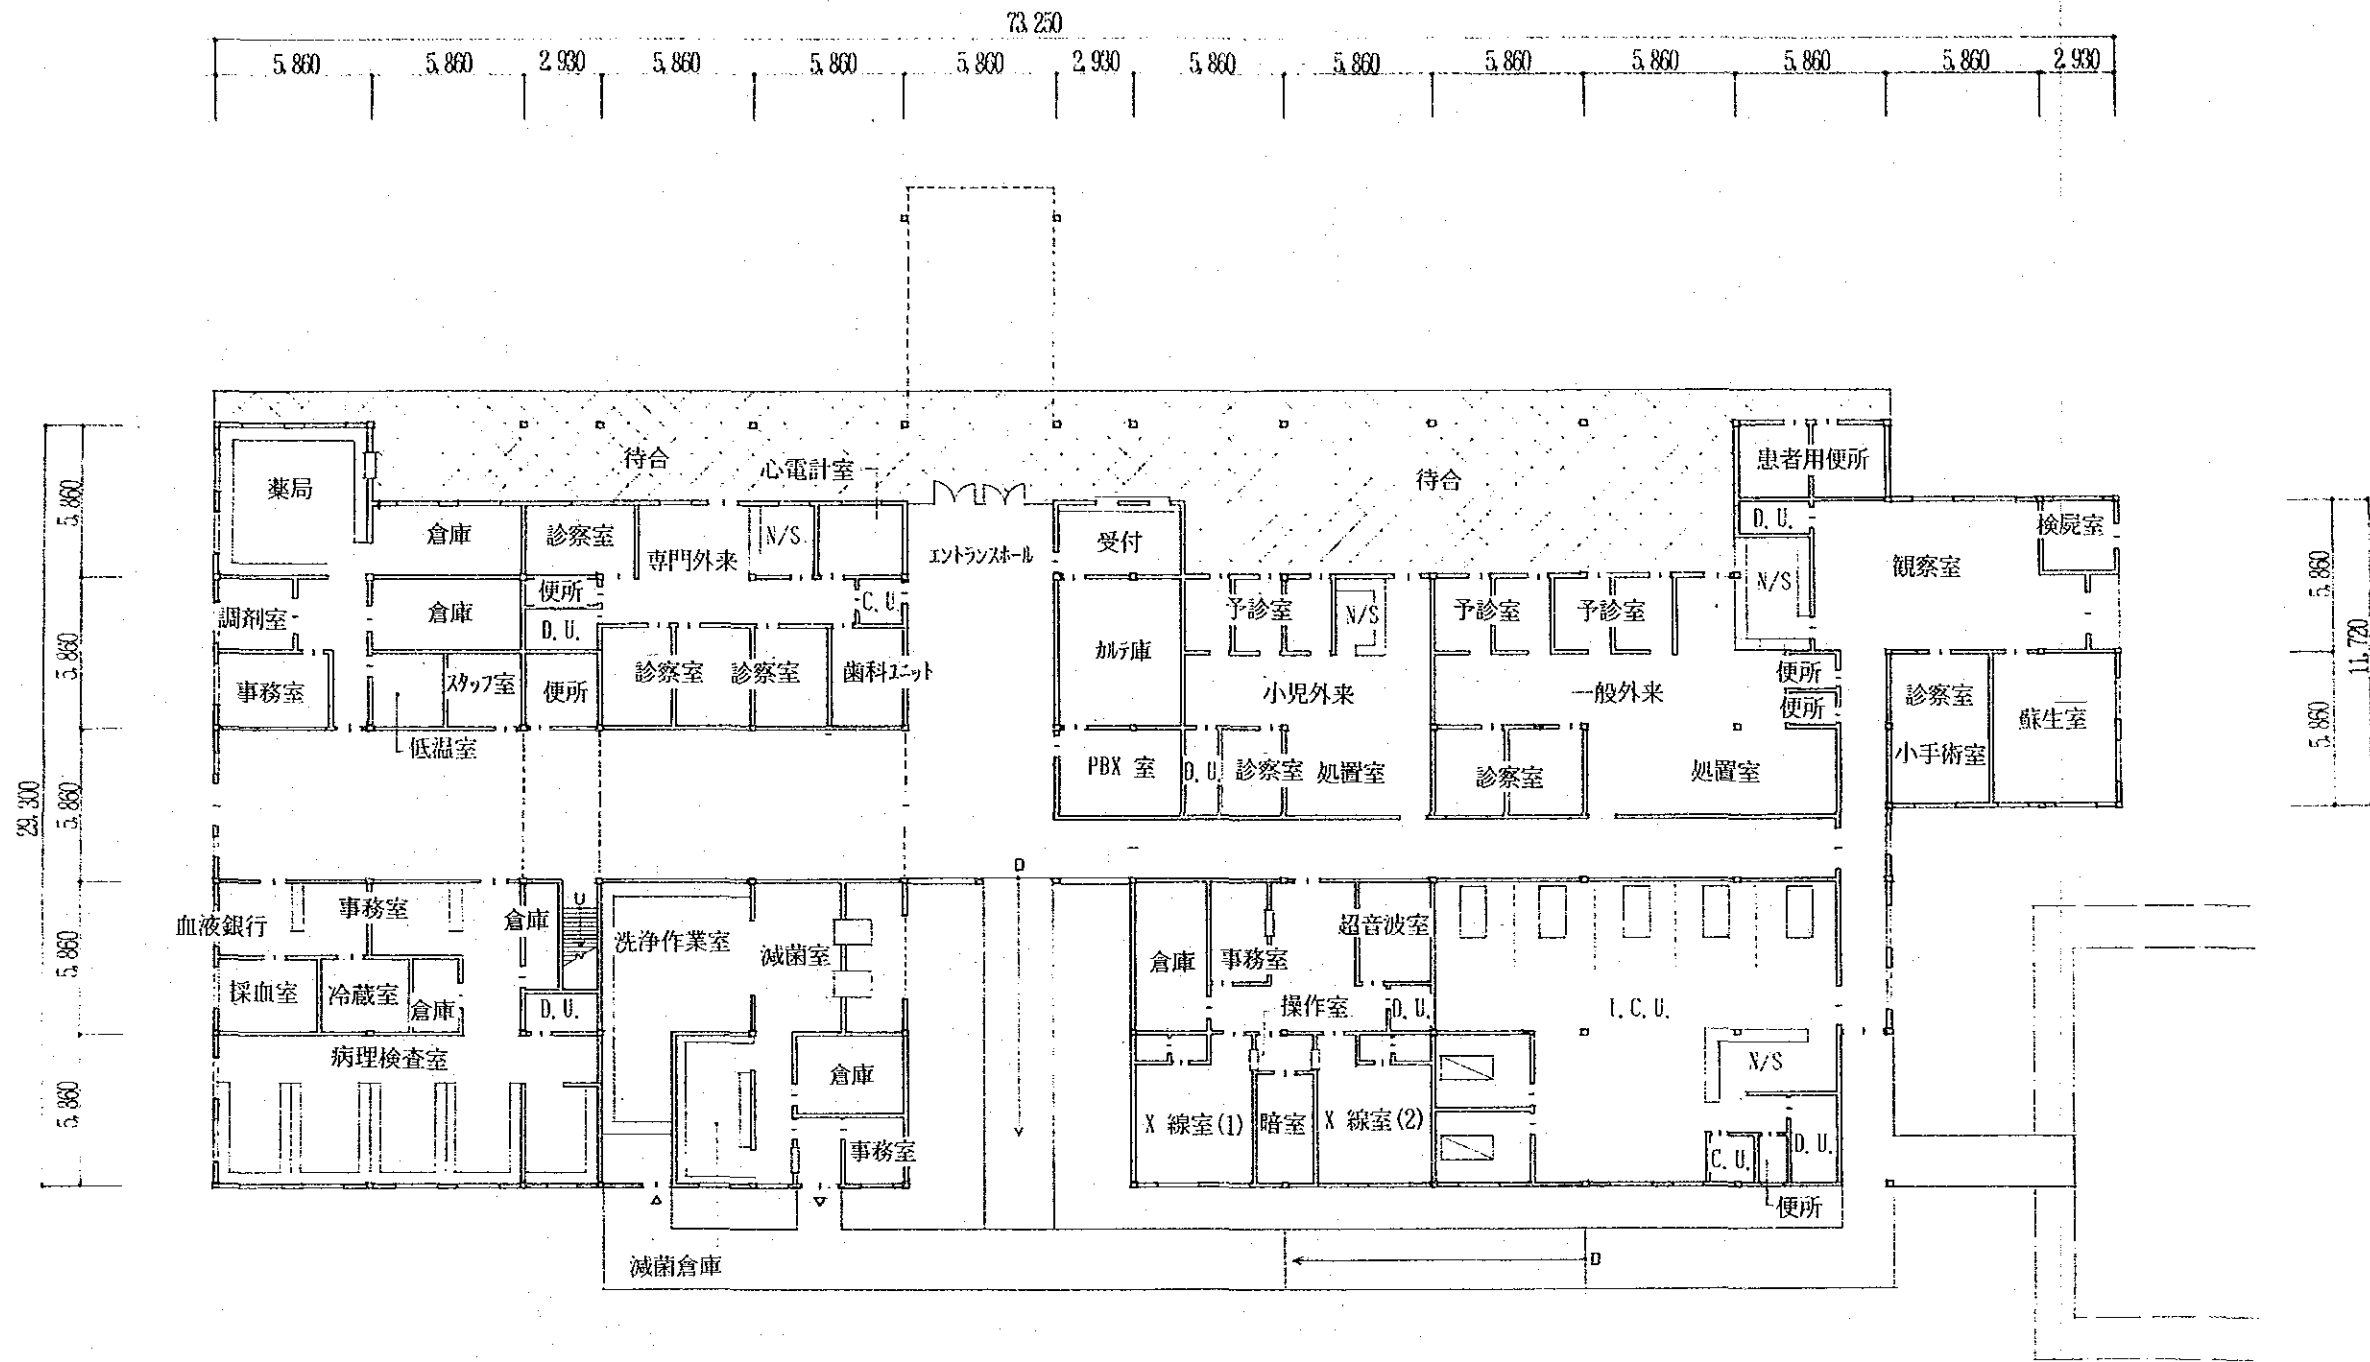 73,250
5,860 5,860 2,930 5,860 5,860 5,860 2,930 5,860 5,860 5,860 5,860 5,860 5,860 2,930
待合
心電計室
待合
患者用便所
薬局
5,860
倉庫
診察室
専門外来
N/S
エントランスホール
受付
D.U.
検屍室
観察室
5,860
調剤室
倉庫
便所
D.U.
C.U.
カルテ庫
予診室
N/S
予診室
予診室
N/S
5,860
11,720
事務室
スタッフ室
便所
診察室
診察室
歯科ユニット
小児外来
一般外来
便所
便所
診察室
小手術室
蘇生室
5,860
低温室
PBX 室
D.U.
診察室
処置室
診察室
処置室
29,300
5,860
D
血液銀行
事務室
倉庫
U
洗浄作業室
滅菌室
倉庫
事務室
超音波室
5,860
採血室
冷蔵室
倉庫
D.U.
操作室
D.U.
I.C.U.
病理検査室
倉庫
N/S
5,860
X 線室(1)
暗室
X 線室(2)
事務室
C.U.
D.U.
便所
滅菌倉庫
D